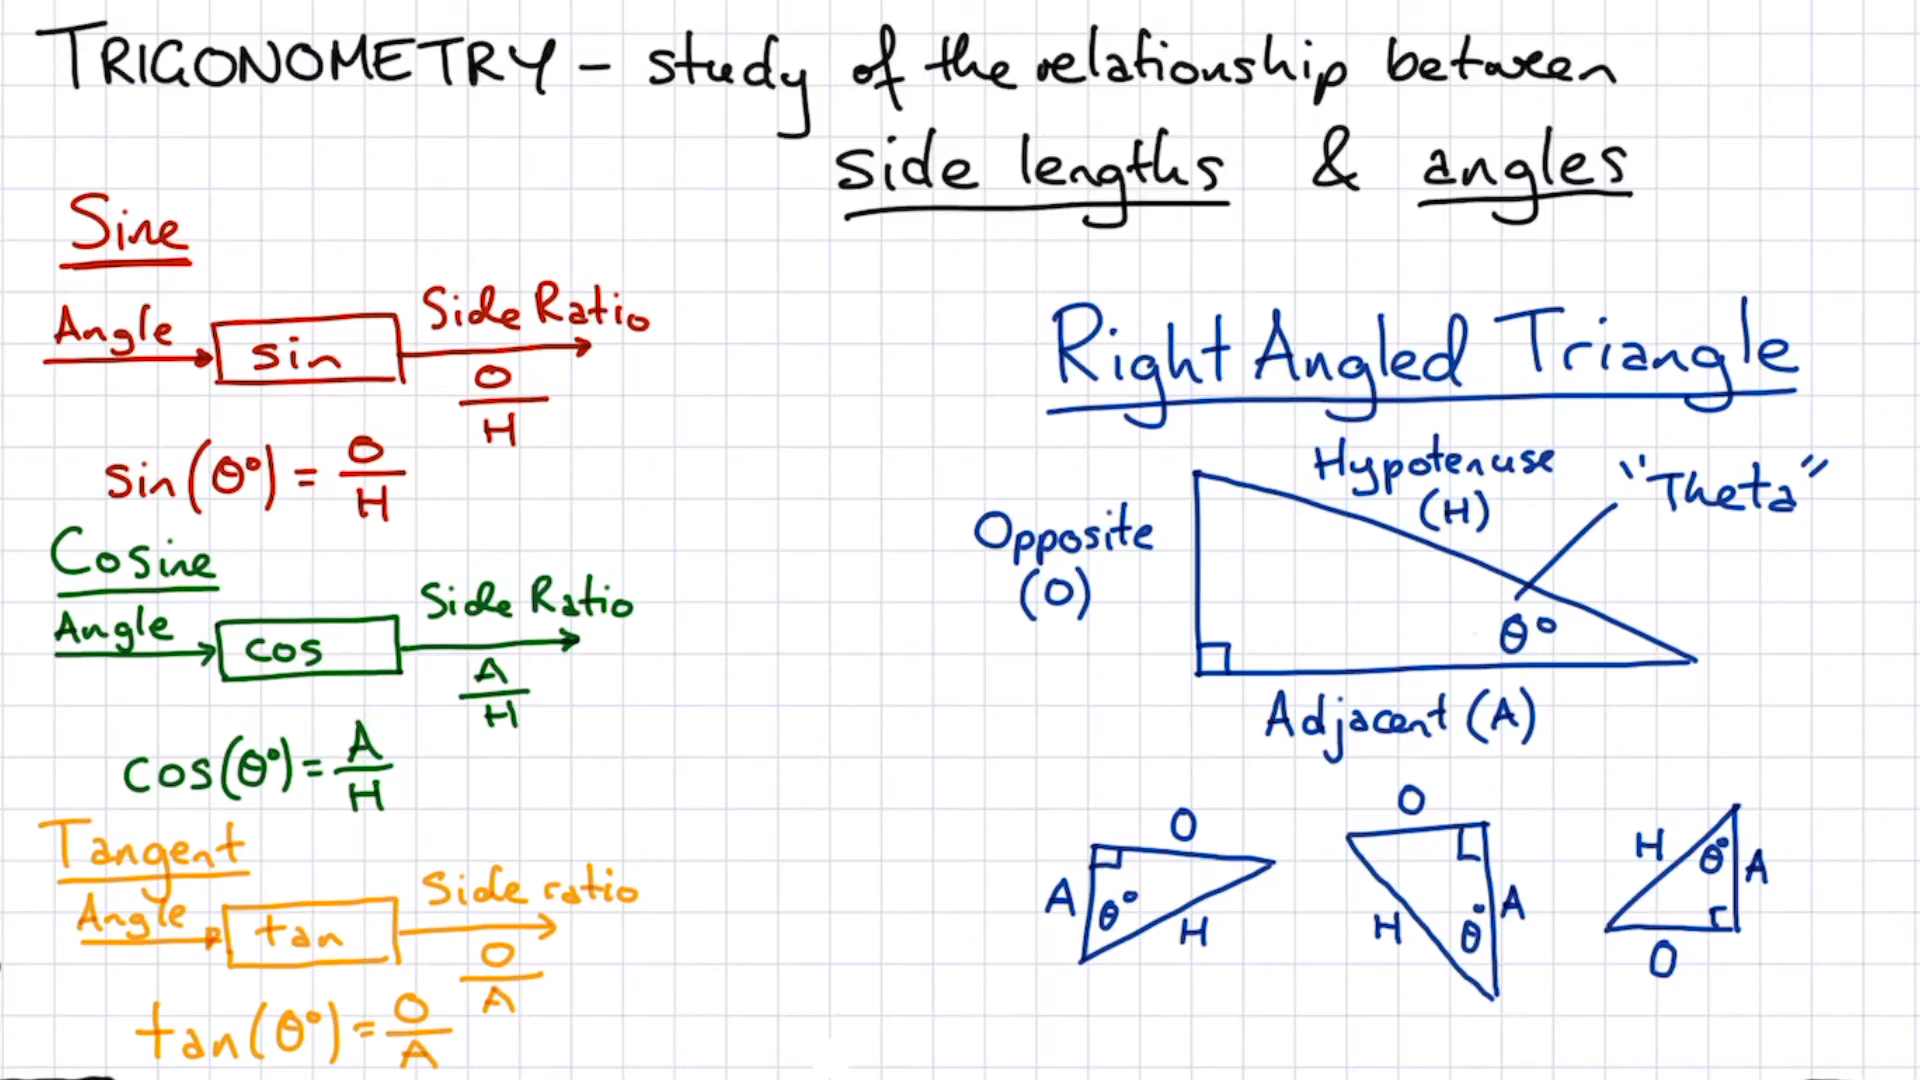 TRIGONOMETRY - study of the relationship between
side lengths & angles
Sine
Angle sin Side Ratio
O/H
sin(θ°) = O/H
Cosine
Angle cos Side Ratio
A/H
cos(θ°) = A/H
Tangent
Angle tan Side ratio
O/A
tan(θ°) = O/A
Right Angled Triangle
Hypotenuse
(H)
"Theta"
Opposite
(O)
θ°
Adjacent (A)
O
A θ° H
O
H θ° A
H θ° A
O